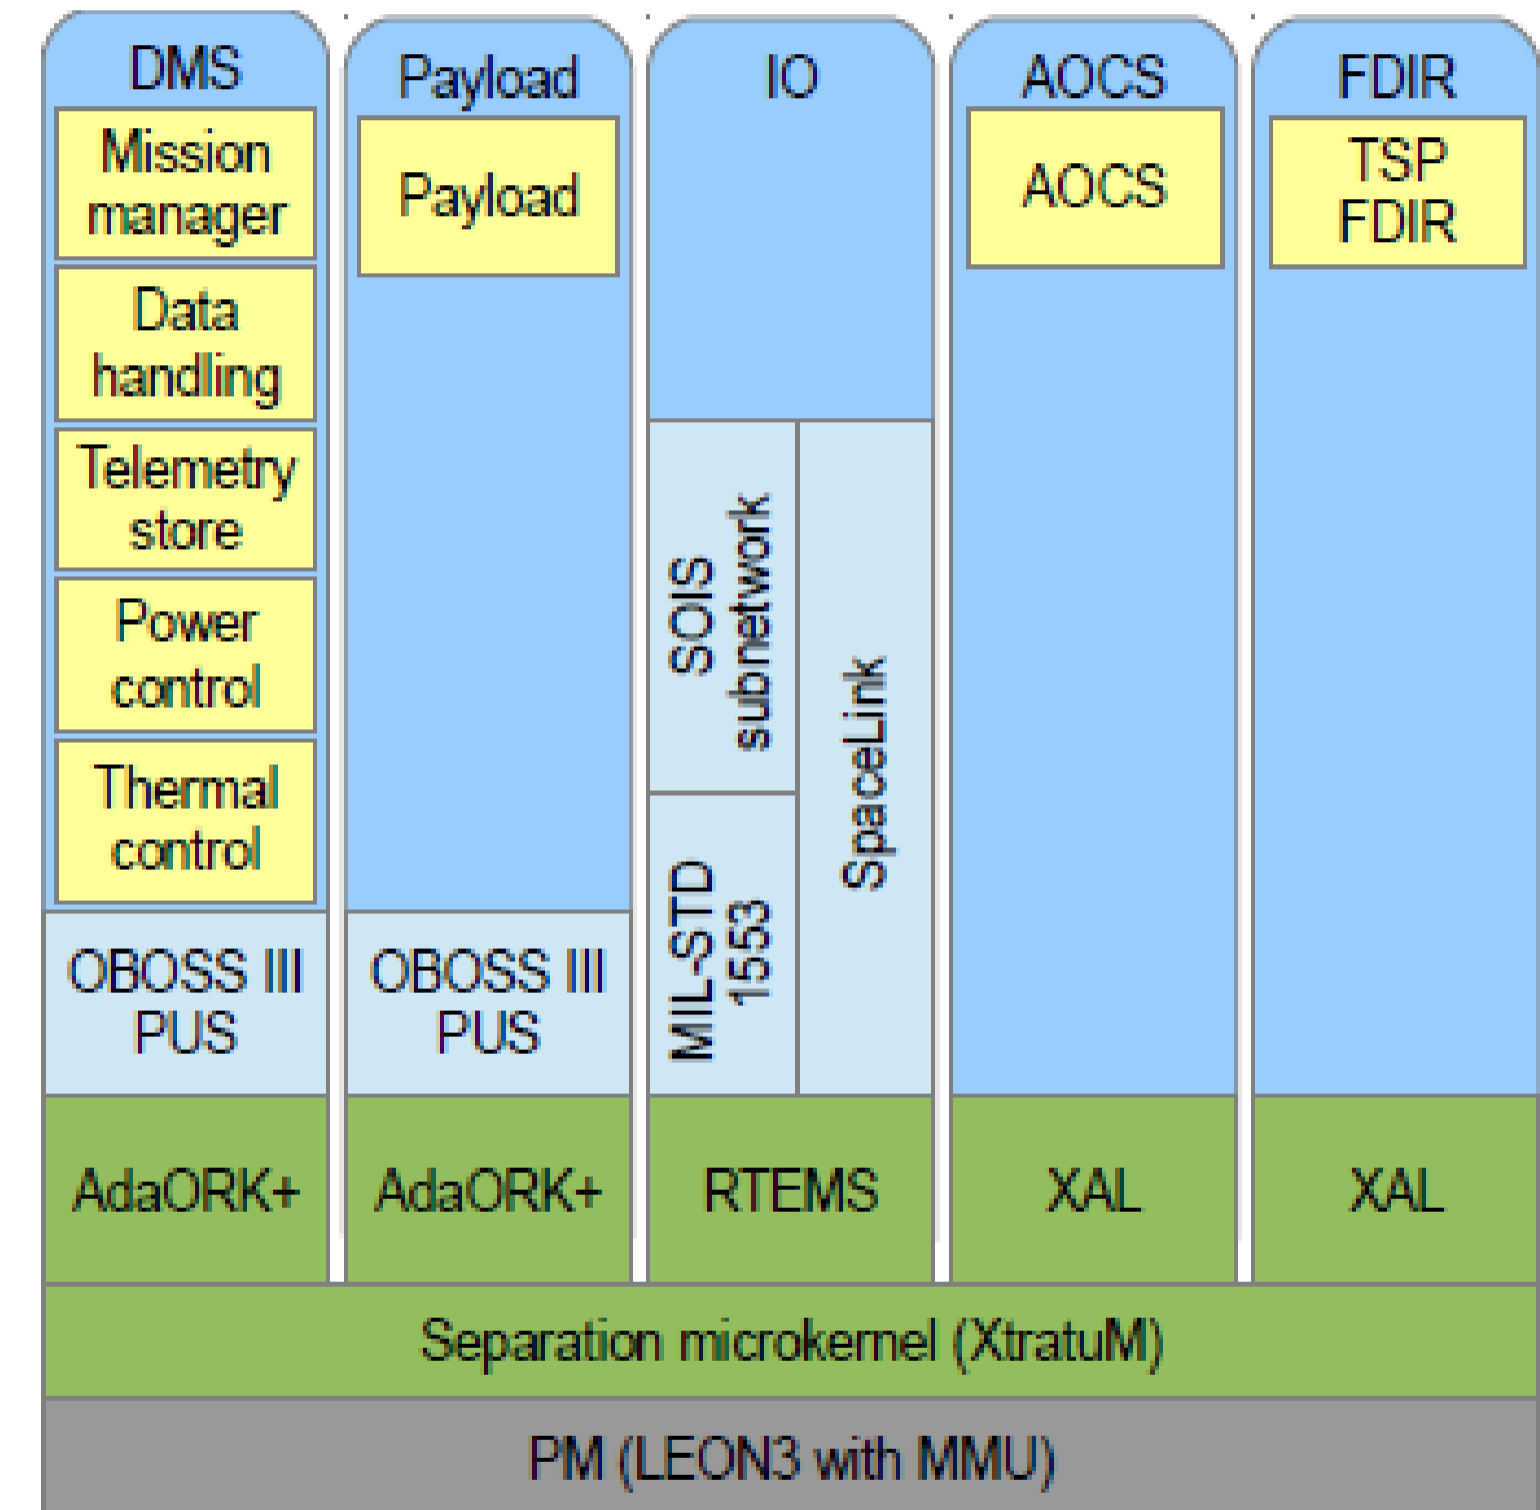 DMS
Mission
manager
Data
handling
Telemetry
store
Power
control
Thermal
control
OBOSS III
PUS
AdaORK+
Payload
Payload
OBOSS III
PUS
AdaORK+
IO
SOIS
subnetwork
MIL-STD
1553
SpaceLink
RTEMS
AOCS
AOCS
XAL
FDIR
TSP
FDIR
XAL
Separation microkernel (XtratuM)
PM (LEON3 with MMU)